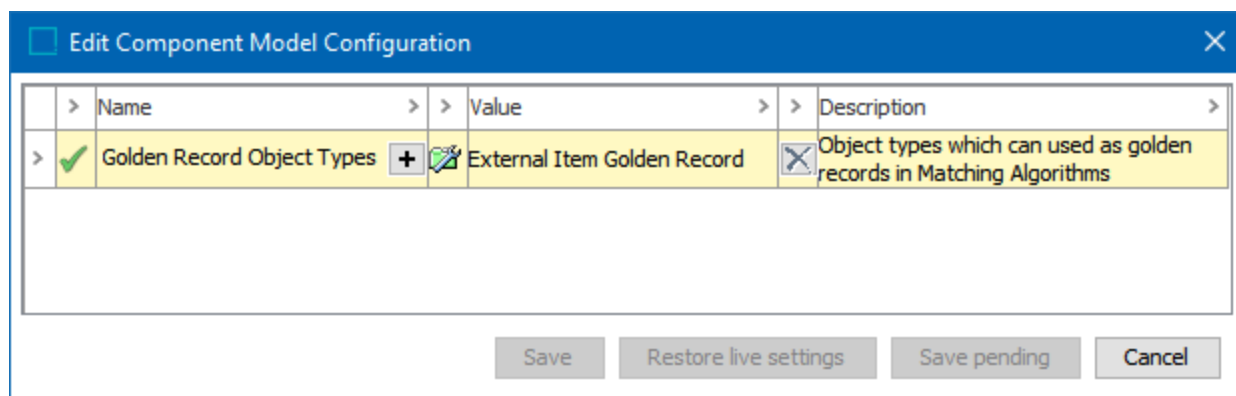 Edit Component Model Configuration
> Name > > Value > > Description >
> Golden Record Object Types + External Item Golden Record Object types which can used as golden
records in Matching Algorithms
Save Restore live settings Save pending Cancel